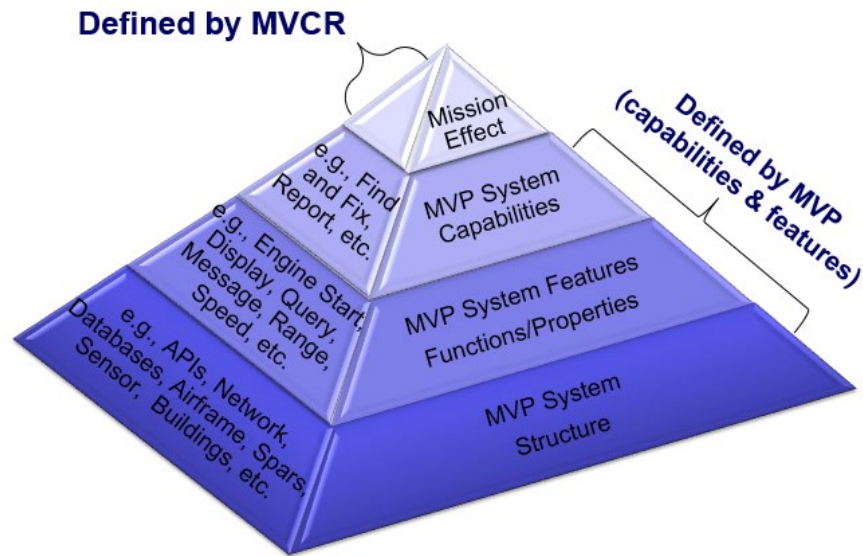 Defined by MVCR
Defined by MVP
(capabilities & features)
Mission
Effect
e.g., Find
and Fix,
Report, etc.
MVP System
Capabilities
e.g., Engine Start,
Display, Query,
Message, Range,
Speed, etc.
MVP System Features
Functions/Properties
e.g., APIs, Network,
Databases, Airframe, Spars,
Sensor, Buildings, etc.
MVP System
Structure